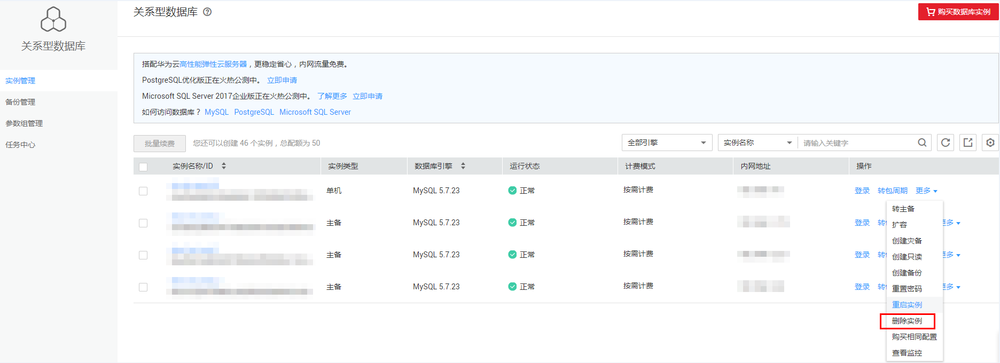 关系型数据库
实例管理
备份管理
参数组管理
任务中心
关系型数据库
购买数据库实例
搭配华为云高性能弹性云服务器，更稳定省心，内网流量免费。
PostgreSQL优化版正在火热公测中。 立即申请
Microsoft SQL Server 2017企业版正在火热公测中。 了解更多 立即申请
如何访问数据库？ MySQL PostgreSQL Microsoft SQL Server
批量续费 您还可以创建 46 个实例，总配额为 50 全部引擎 实例名称 请输入关键字
实例名称/ID 实例类型 数据库引擎 运行状态 计费模式 内网地址 操作
单机 MySQL 5.7.23 正常 按需计费 登录 转包周期 更多
主备 MySQL 5.7.23 正常 按需计费 登录 转 更多
主备 MySQL 5.7.23 正常 按需计费 登录 转 更多
主备 MySQL 5.7.23 正常 按需计费 登录 转 更多
转主备
扩容
创建灾备
创建只读
创建备份
重置密码
重启实例
删除实例
购买相同配置
查看监控